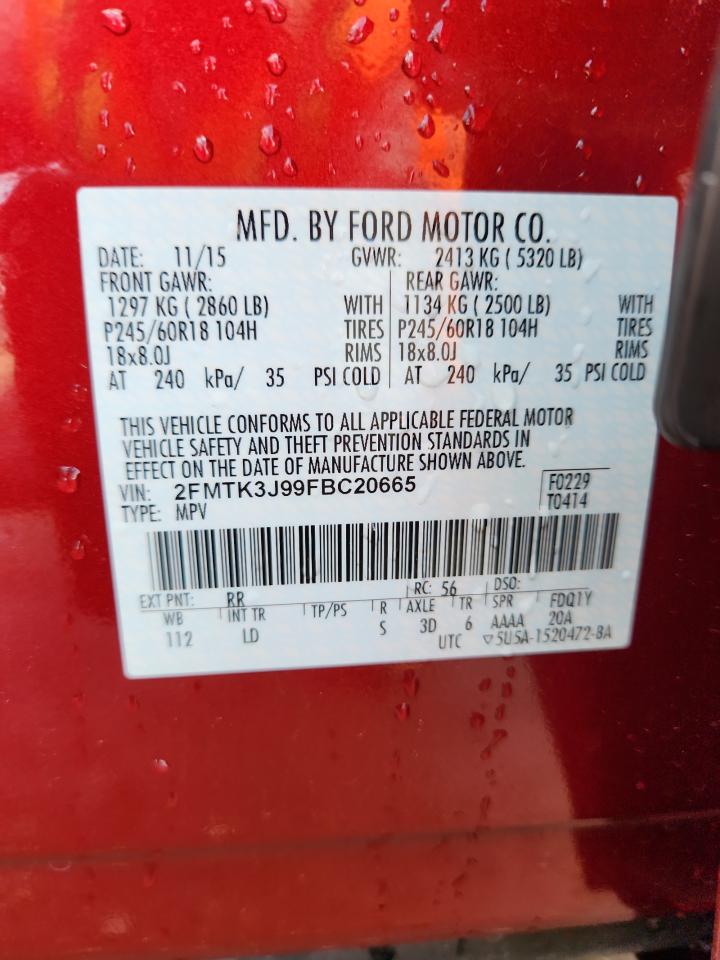 MFD. BY FORD MOTOR CO.
DATE: 11/15 GVWR: 2413 KG ( 5320 LB)
FRONT GAWR: REAR GAWR:
1297 KG ( 2860 LB) WITH 1134 KG ( 2500 LB) WITH
P245/60R18 104H TIRES P245/60R18 104H TIRES
18x8.0J RIMS 18x8.0J RIMS
AT 240 kPa/ 35 PSI COLD AT 240 kPa/ 35 PSI COLD
THIS VEHICLE CONFORMS TO ALL APPLICABLE FEDERAL MOTOR
VEHICLE SAFETY AND THEFT PREVENTION STANDARDS IN
EFFECT ON THE DATE OF MANUFACTURE SHOWN ABOVE.
VIN: 2FMTK3J99FBC20665 F0229
TYPE: MPV T0414
EXT PNT: RR RC: 56 DSO:
WB INT TR TP/PS R AXLE TR SPR FDQ1Y
112 LD S 3D 6 AAAA 20A
UTC ▽5U5A-1520472-BA